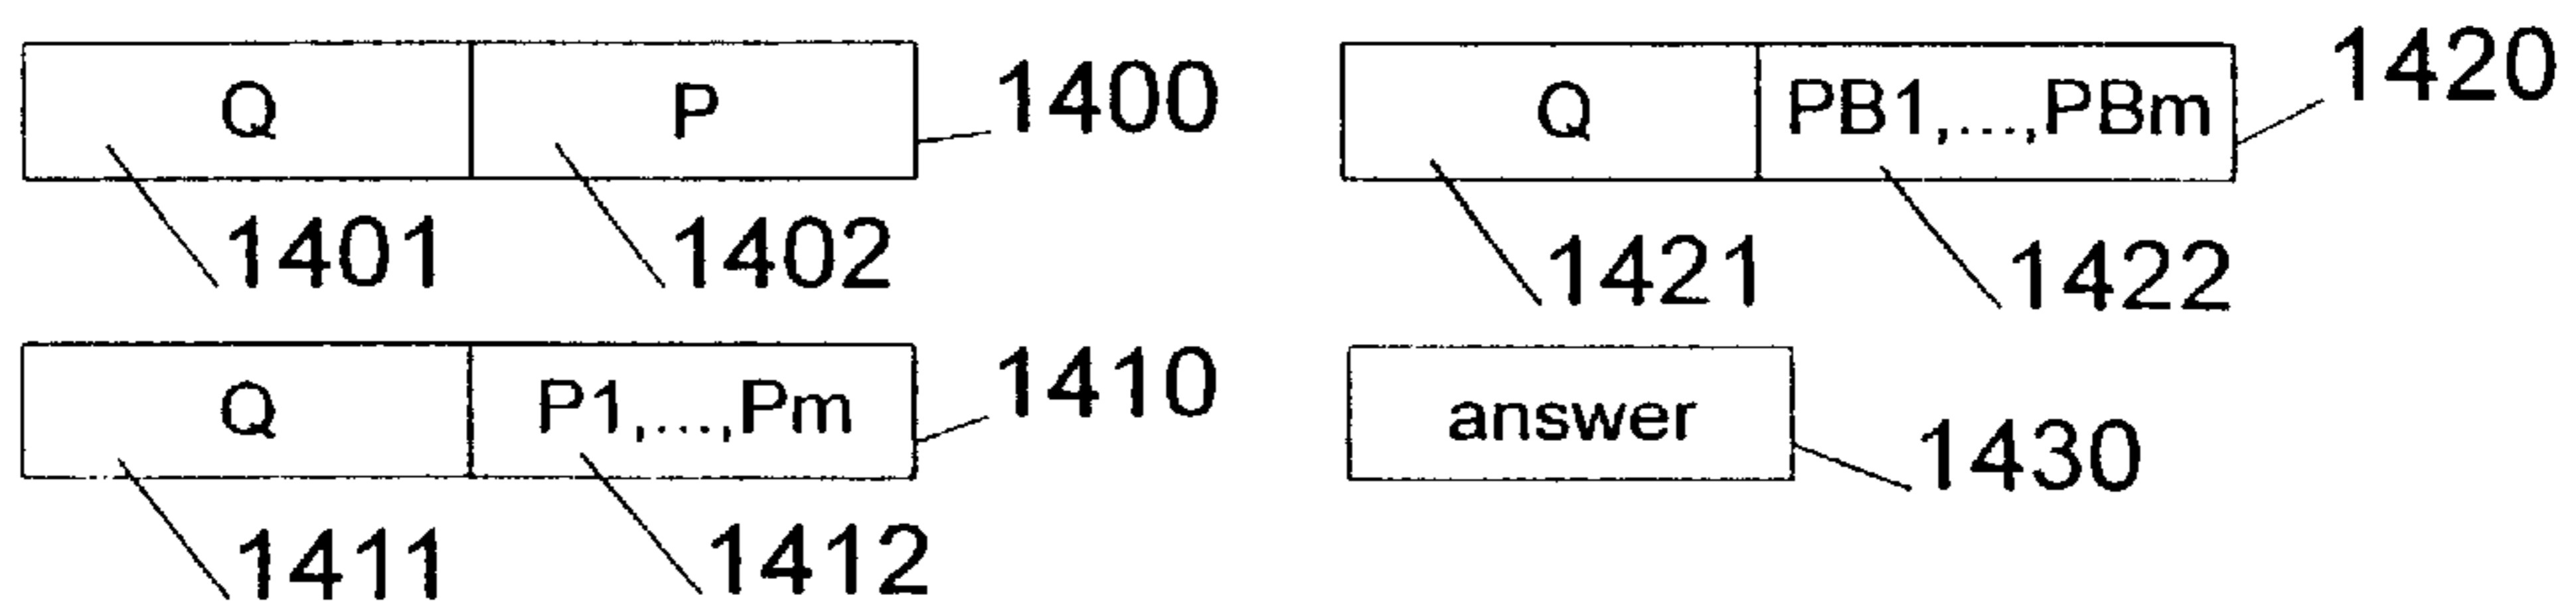 Q P 1400
1401 1402
Q P1,...,Pm 1410
1411 1412
Q PB1,...,PBm 1420
1421 1422
answer 1430